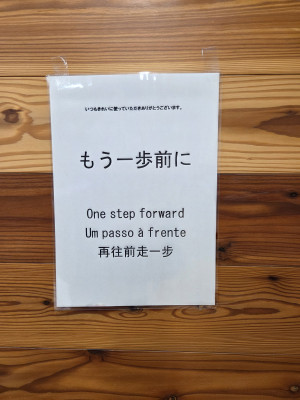 いつもきれいに使っていただきありがとうございます。
もう一歩前に
One step forward
Um passo à frente
再往前走一步